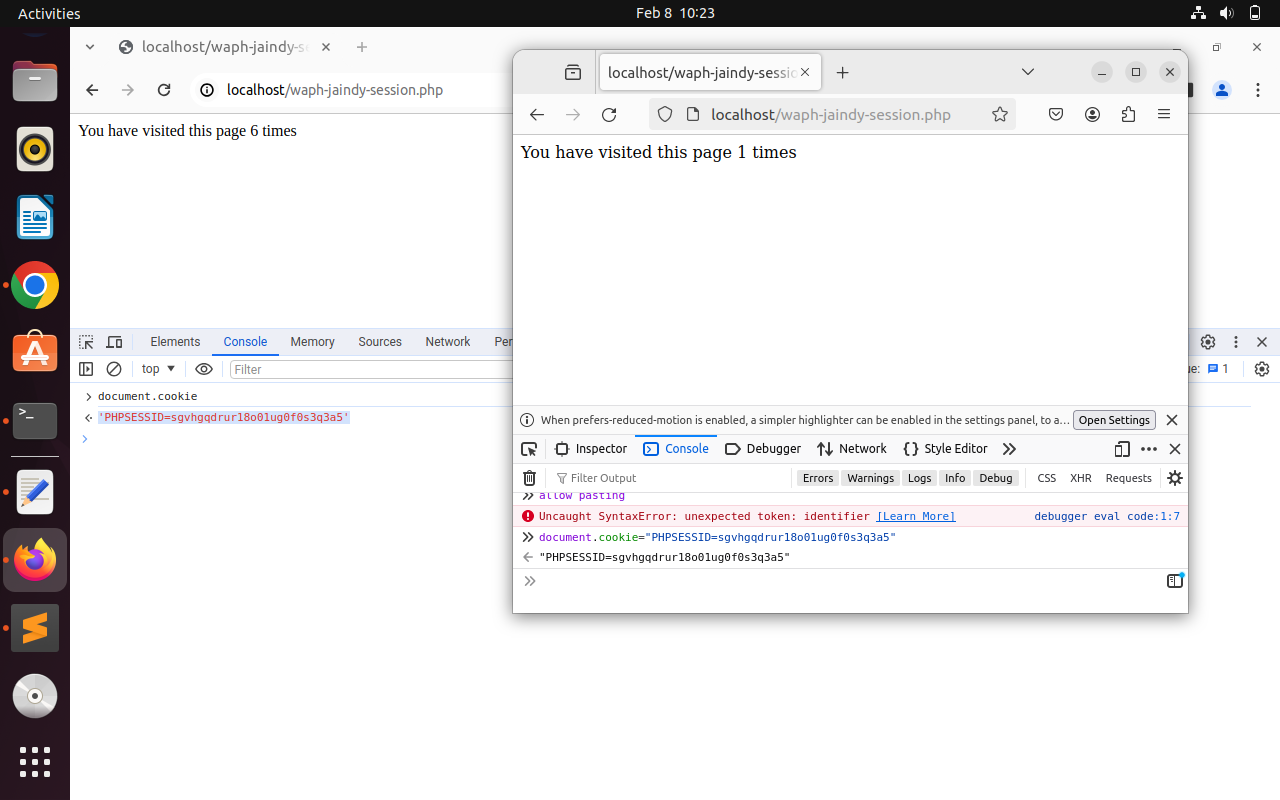 Activities
Feb 8 10:23
localhost/waph-jaindy-se
localhost/waph-jaindy-session.php
You have visited this page 6 times
localhost/waph-jaindy-sessio
localhost/waph-jaindy-session.php
You have visited this page 1 times
Elements Console Memory Sources Network Per
top Filter
ue: 1
document.cookie
'PHPSESSID=sgvhgqdrur18o01ug0f0s3q3a5'
When prefers-reduced-motion is enabled, a simpler highlighter can be enabled in the settings panel, to a… Open Settings
Inspector Console Debugger Network Style Editor
Filter Output Errors Warnings Logs Info Debug CSS XHR Requests
allow pasting
Uncaught SyntaxError: unexpected token: identifier [Learn More] debugger eval code:1:7
document.cookie="PHPSESSID=sgvhgqdrur18o01ug0f0s3q3a5"
"PHPSESSID=sgvhgqdrur18o01ug0f0s3q3a5"